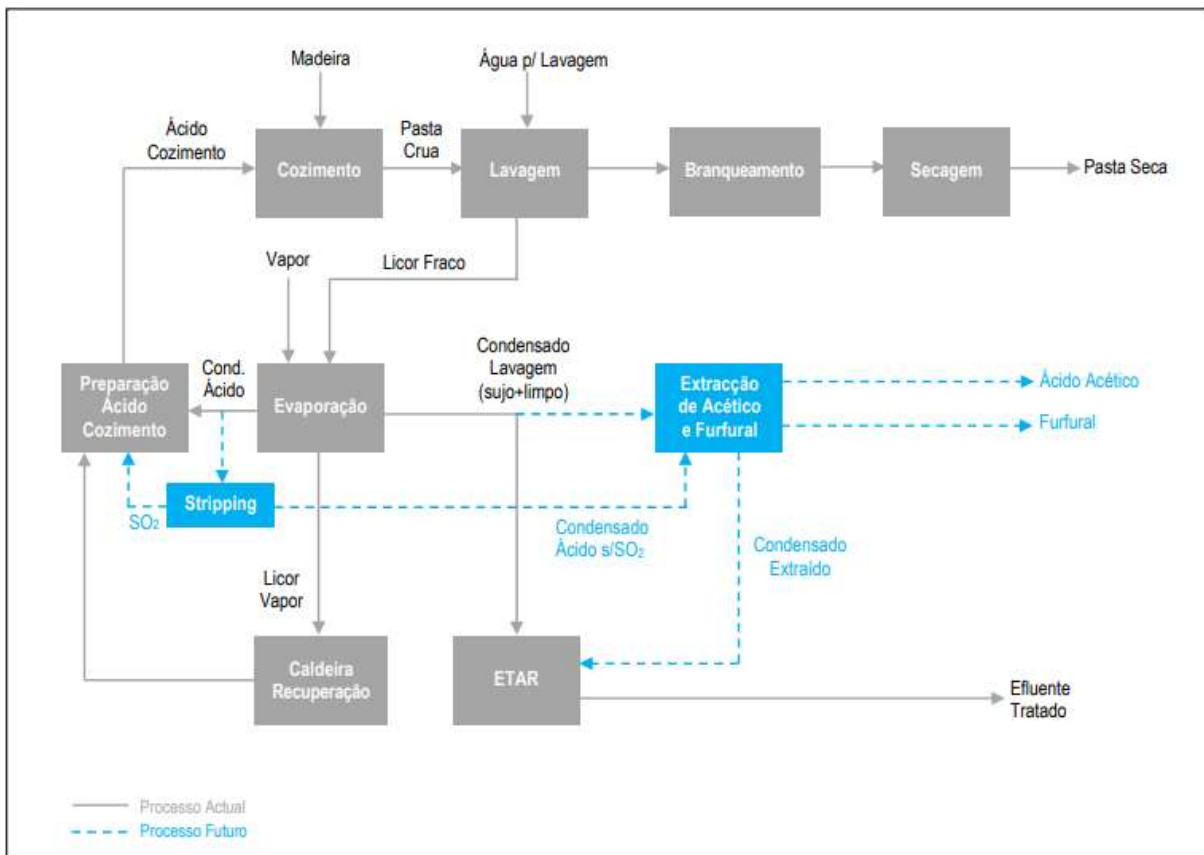 Madeira
Água p/ Lavagem
Ácido
Cozimento
Cozimento
Pasta
Crua
Lavagem
Branqueamento
Secagem
Pasta Seca
Vapor
Licor Fraco
Preparação
Ácido
Cozimento
Cond.
Ácido
Evaporação
Condensado
Lavagem
(sujo+limpo)
Extracção
de Acético
e Furfural
Ácido Acético
Furfural
Stripping
SO₂
Condensado
Ácido s/SO₂
Condensado
Extraído
Licor
Vapor
Caldeira
Recuperação
ETAR
Efluente
Tratado
Processo Actual
Processo Futuro